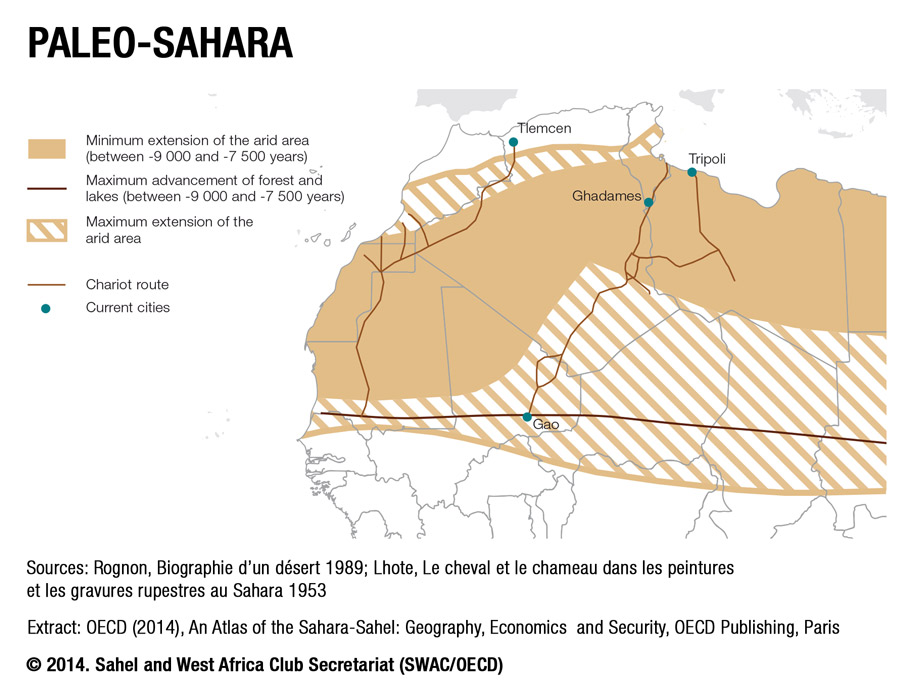 PALEO-SAHARA
Minimum extension of the arid area
(between -9 000 and -7 500 years)
Maximum advancement of forest and
lakes (between -9 000 and -7 500 years)
Maximum extension of the
arid area
Chariot route
Current cities
Tlemcen
Tripoli
Ghadames
Gao
Sources: Rognon, Biographie d'un désert 1989; Lhote, Le cheval et le chameau dans les peintures
et les gravures rupestres au Sahara 1953
Extract: OECD (2014), An Atlas of the Sahara-Sahel: Geography, Economics and Security, OECD Publishing, Paris
© 2014. Sahel and West Africa Club Secretariat (SWAC/OECD)